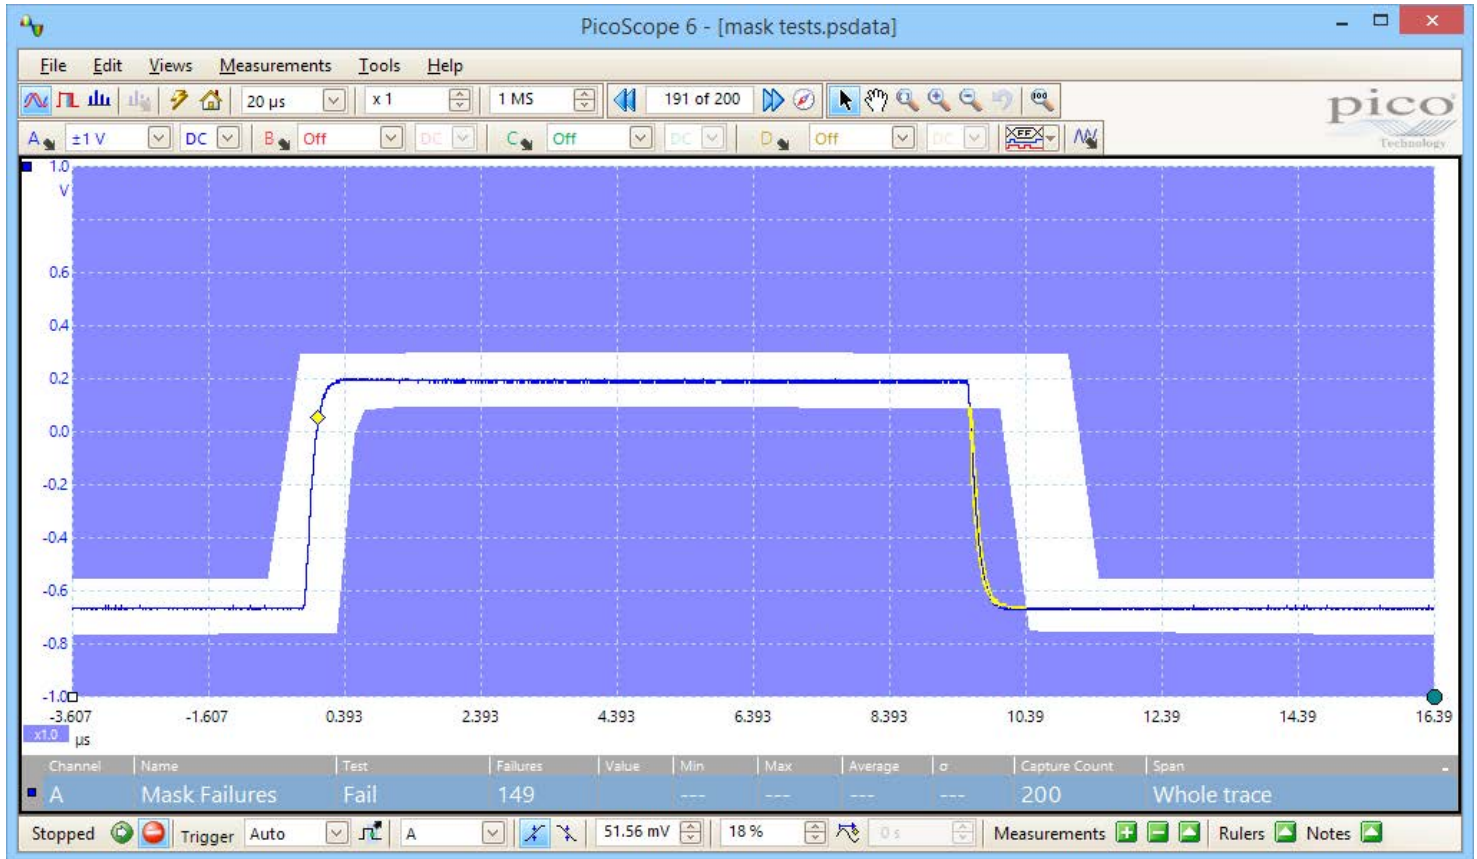 PicoScope 6 - [mask tests.psdata]
File Edit Views Measurements Tools Help
20 µs x 1 1 MS 191 of 200
pico
Technology
A ±1 V DC B Off DC C Off DC D Off DC
1.0
V
0.6
0.4
0.2
0.0
-0.2
-0.4
-0.6
-0.8
-1.0
-3.607 -1.607 0.393 2.393 4.393 6.393 8.393 10.39 12.39 14.39 16.39
x1.0 µs
Channel Name Test Failures Value Min Max Average σ Capture Count Span
A Mask Failures Fail 149 --- --- --- --- 200 Whole trace
Stopped Trigger Auto A 51.56 mV 18 % 0 s Measurements Rulers Notes